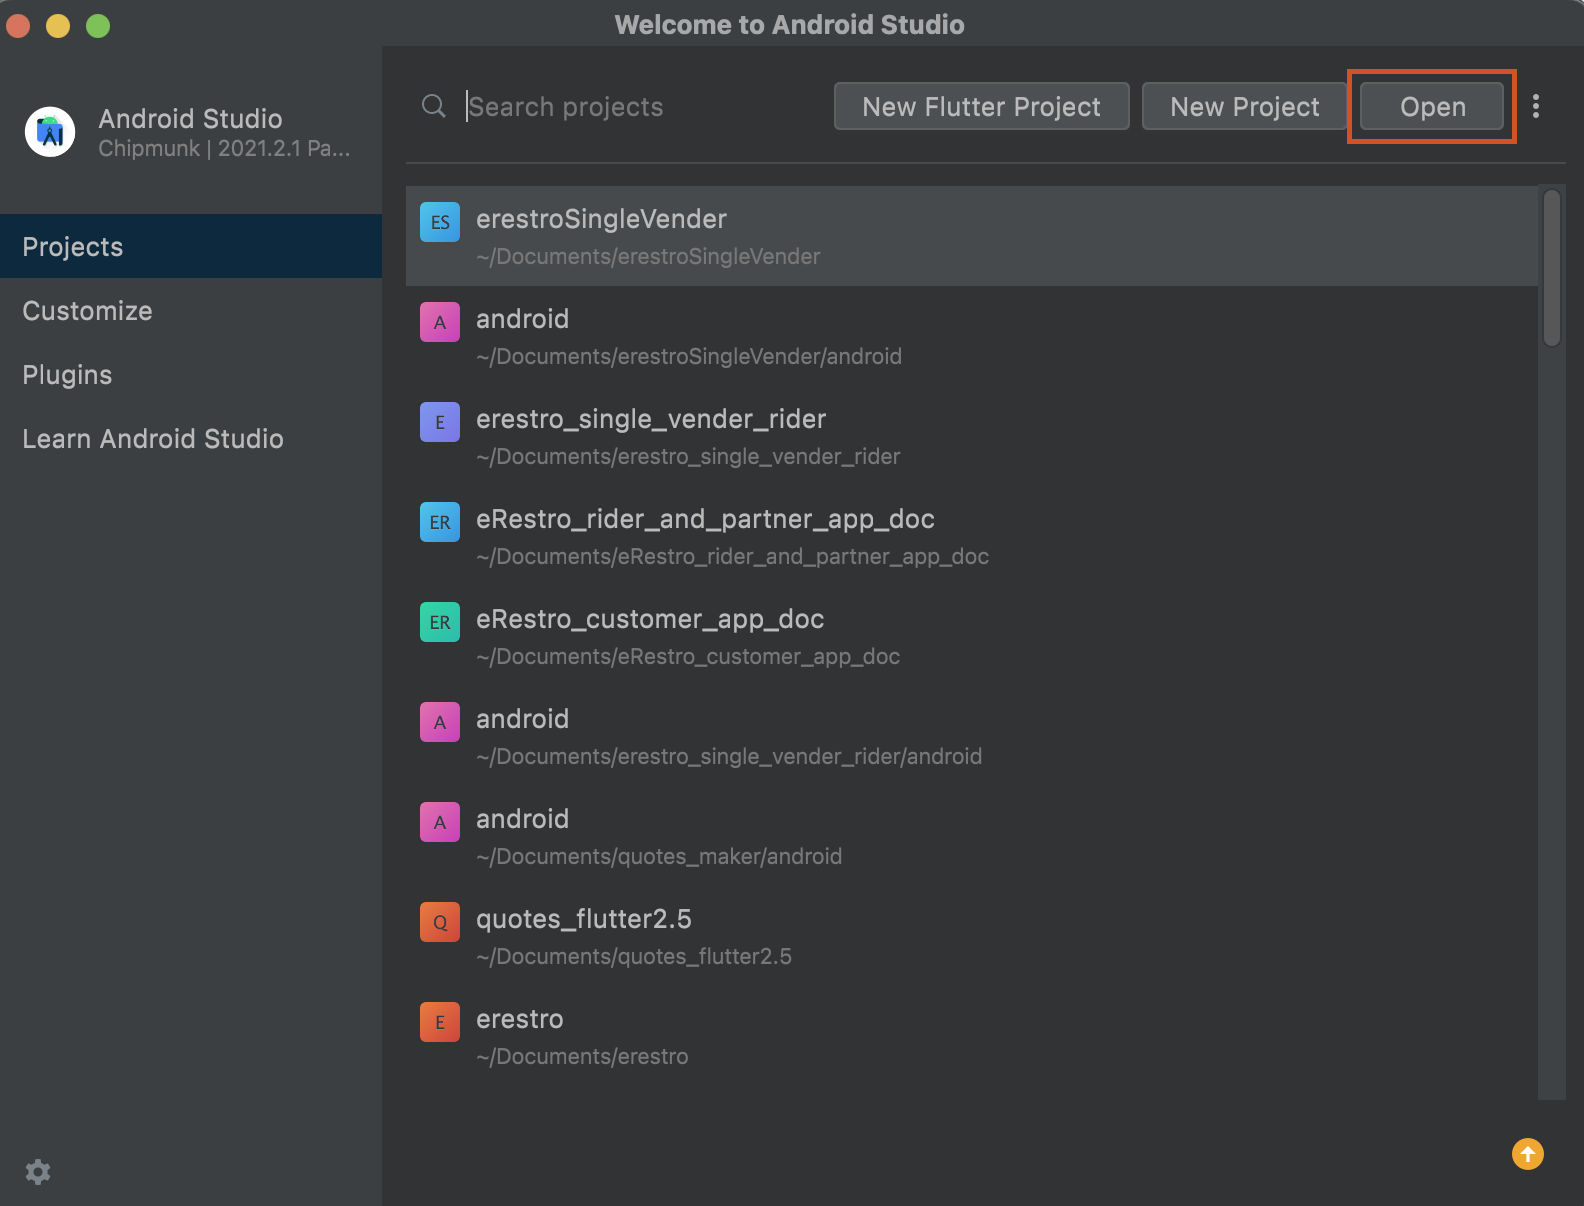 Welcome to Android Studio
Android Studio
Chipmunk | 2021.2.1 Pa...
Projects
Customize
Plugins
Learn Android Studio
Search projects
New Flutter Project
New Project
Open
ES
erestroSingleVender
~/Documents/erestroSingleVender
A
android
~/Documents/erestroSingleVender/android
E
erestro_single_vender_rider
~/Documents/erestro_single_vender_rider
ER
eRestro_rider_and_partner_app_doc
~/Documents/eRestro_rider_and_partner_app_doc
ER
eRestro_customer_app_doc
~/Documents/eRestro_customer_app_doc
A
android
~/Documents/erestro_single_vender_rider/android
A
android
~/Documents/quotes_maker/android
Q
quotes_flutter2.5
~/Documents/quotes_flutter2.5
E
erestro
~/Documents/erestro